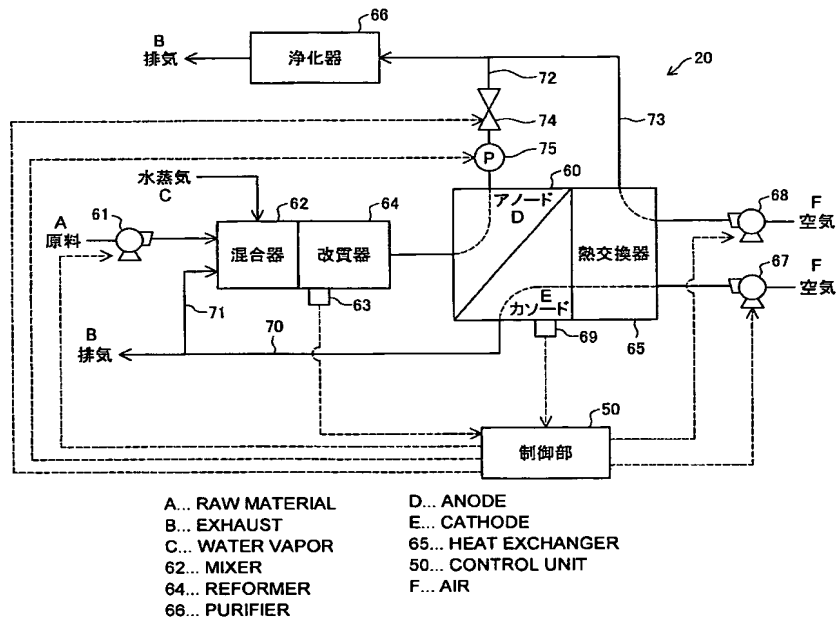 66
B
排気
浄化器
20
72
74
73
P
75
60
水蒸気
C
62
64
アノード
D
68
F
空気
A
原料
61
混合器
改質器
熱交換器
67
F
空気
E
カソード
63
71
70
69
65
B
排気
50
制御部
A... RAW MATERIAL
B... EXHAUST
C... WATER VAPOR
62... MIXER
64... REFORMER
66... PURIFIER
D... ANODE
E... CATHODE
65... HEAT EXCHANGER
50... CONTROL UNIT
F... AIR